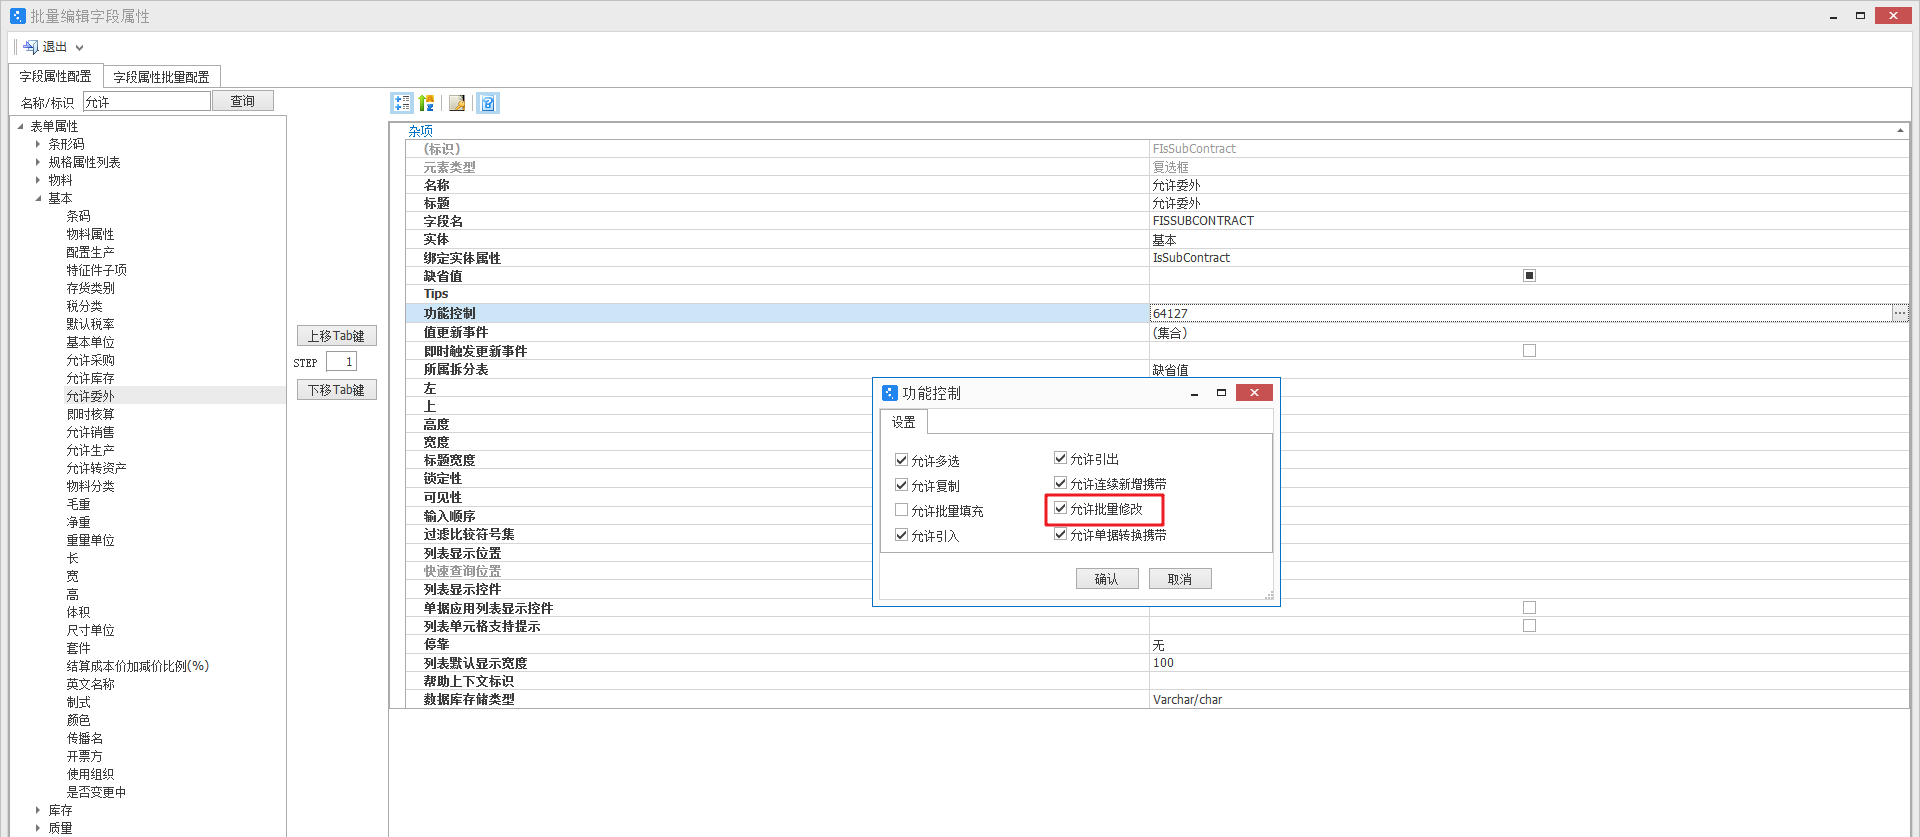 批量编辑字段属性
退出
字段属性配置
字段属性批量配置
名称/标识
允许
查询
表单属性
条形码
规格属性列表
物料
基本
条码
物料属性
配置生产
特征件子项
存货类别
税分类
默认税率
基本单位
允许采购
允许库存
允许委外
即时核算
允许销售
允许生产
允许转资产
物料分类
毛重
净重
重量单位
长
宽
高
体积
尺寸单位
套件
结算成本价加减价比例(%)
英文名称
制式
颜色
传播名
开票方
使用组织
是否变更中
库存
质量
上移Tab键
STEP 1
下移Tab键
杂项
(标识) FIsSubContract
元素类型 复选框
名称 允许委外
标题 允许委外
字段名 FISSUBCONTRACT
实体 基本
绑定实体属性 IsSubContract
缺省值
Tips
功能控制 64127 ...
值更新事件 (集合)
即时触发更新事件
所属拆分表 缺省值
左
上
高度
宽度
标题宽度
锁定性
可见性
输入顺序
过滤比较符号集
列表显示位置
快速查询位置
列表显示控件
单据应用列表显示控件
列表单元格支持提示
停靠 无
列表默认显示宽度 100
帮助上下文标识
数据库存储类型 Varchar/char
功能控制
设置
允许多选 允许引出
允许复制 允许连续新增携带
允许批量填充 允许批量修改
允许引入 允许单据转换携带
确认 取消